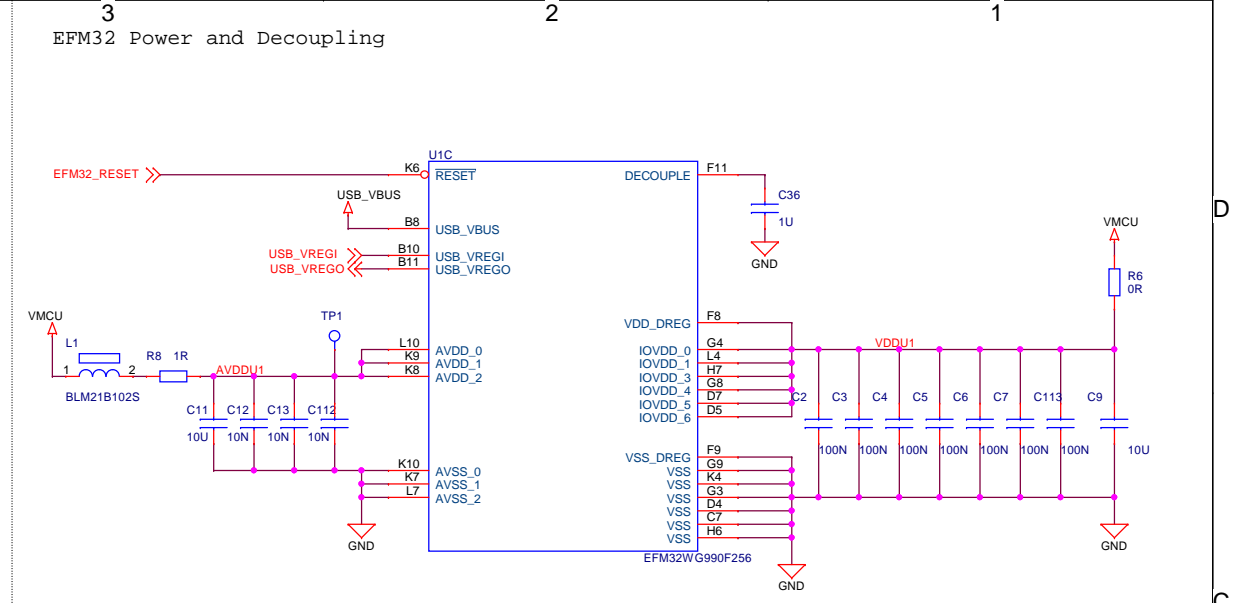 3 2 1
EFM32 Power and Decoupling
U1C
EFM32_RESET K6 RESET DECOUPLE F11
C36
1U
GND
USB_VBUS
B8 USB_VBUS
USB_VREGI B10 USB_VREGI
USB_VREGO B11 USB_VREGO
D
VMCU
R6
0R
VMCU
L1
1 2
BLM21B102S
R8 1R
AVDDU1
TP1
L10 AVDD_0
K9 AVDD_1
K8 AVDD_2
VDD_DREG F8
IOVDD_0 G4
IOVDD_1 L4
IOVDD_3 H7
IOVDD_4 G8
IOVDD_5 D7
IOVDD_6 D5
VDDU1
C11 C12 C13 C112
10U 10N 10N 10N
C2 C3 C4 C5 C6 C7 C113 C9
100N 100N 100N 100N 100N 100N 100N 10U
K10 AVSS_0
K7 AVSS_1
L7 AVSS_2
VSS_DREG F9
VSS G9
VSS K4
VSS G3
VSS D4
VSS C7
VSS H6
GND
EFM32WG990F256
GND
GND
C